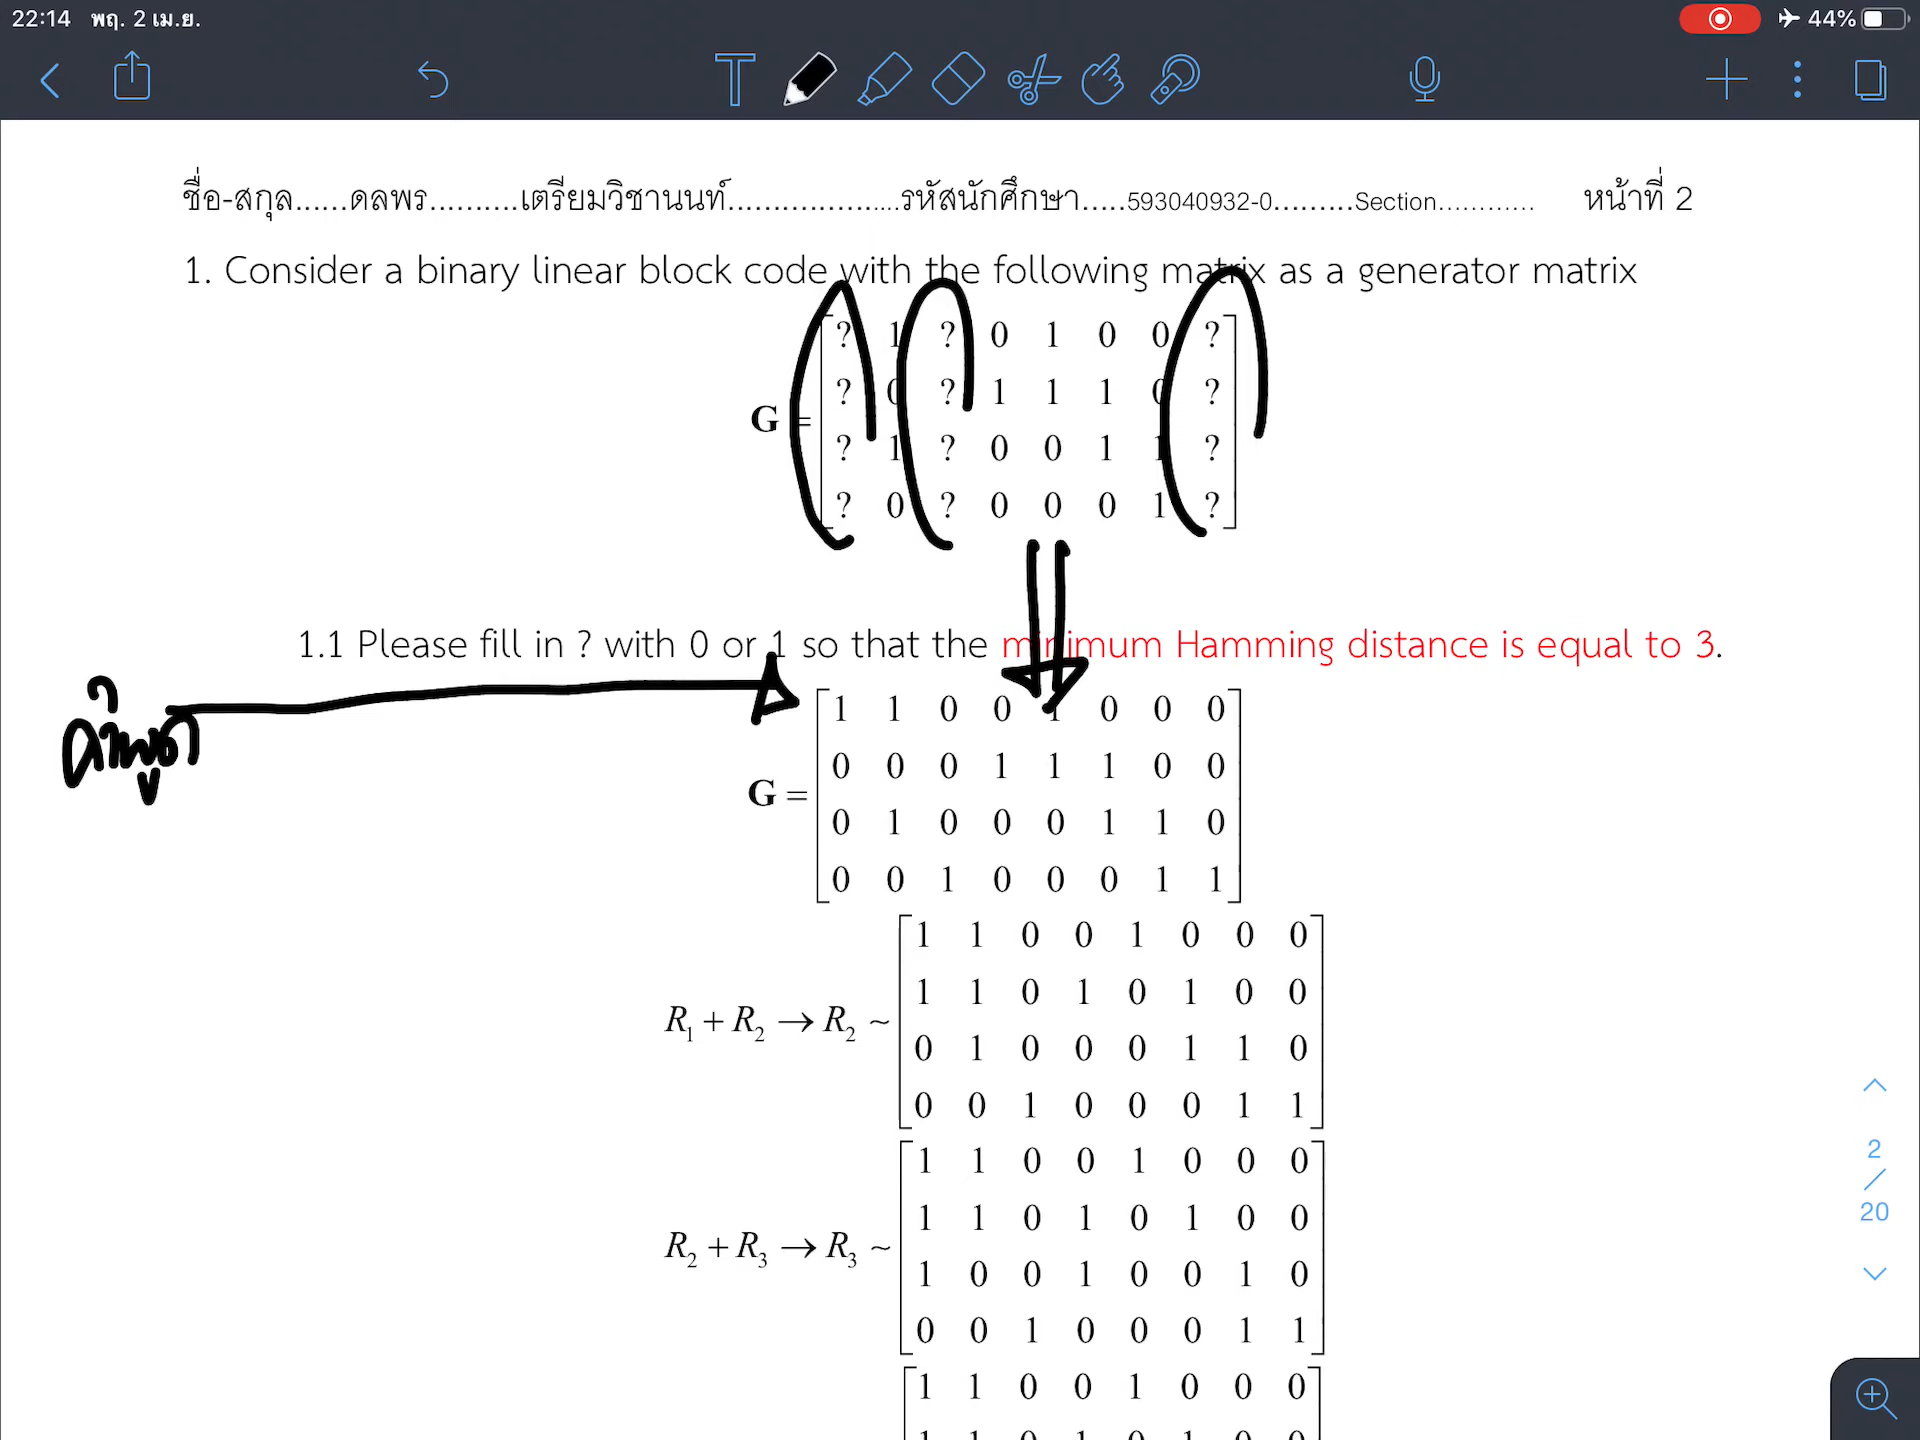 22:14 พฤ. 2 เม.ย. 44%
ชื่อ-สกุล......ดลพร..........เตรียมวิชานนท์...................รหัสนักศึกษา.....593040932-0.........Section............ หน้าที่ 2
1. Consider a binary linear block code with the following matrix as a generator matrix
? 1 ? 0 1 0 0 ?
? 0 ? 1 1 1 0 ?
G =
? 1 ? 0 0 1 1 ?
? 0 ? 0 0 0 1 ?
1.1 Please fill in ? with 0 or 1 so that the minimum Hamming distance is equal to 3.
คำพูด
1 1 0 0 1 0 0 0
0 0 0 1 1 1 0 0
G =
0 1 0 0 0 1 1 0
0 0 1 0 0 0 1 1
1 1 0 0 1 0 0 0
1 1 0 1 0 1 0 0
R₁ + R₂ → R₂ ~
0 1 0 0 0 1 1 0
0 0 1 0 0 0 1 1
1 1 0 0 1 0 0 0
1 1 0 1 0 1 0 0
R₂ + R₃ → R₃ ~
1 0 0 1 0 0 1 0
0 0 1 0 0 0 1 1
1 1 0 0 1 0 0 0
1 1 0 1 0 1 0 0
2
/
20